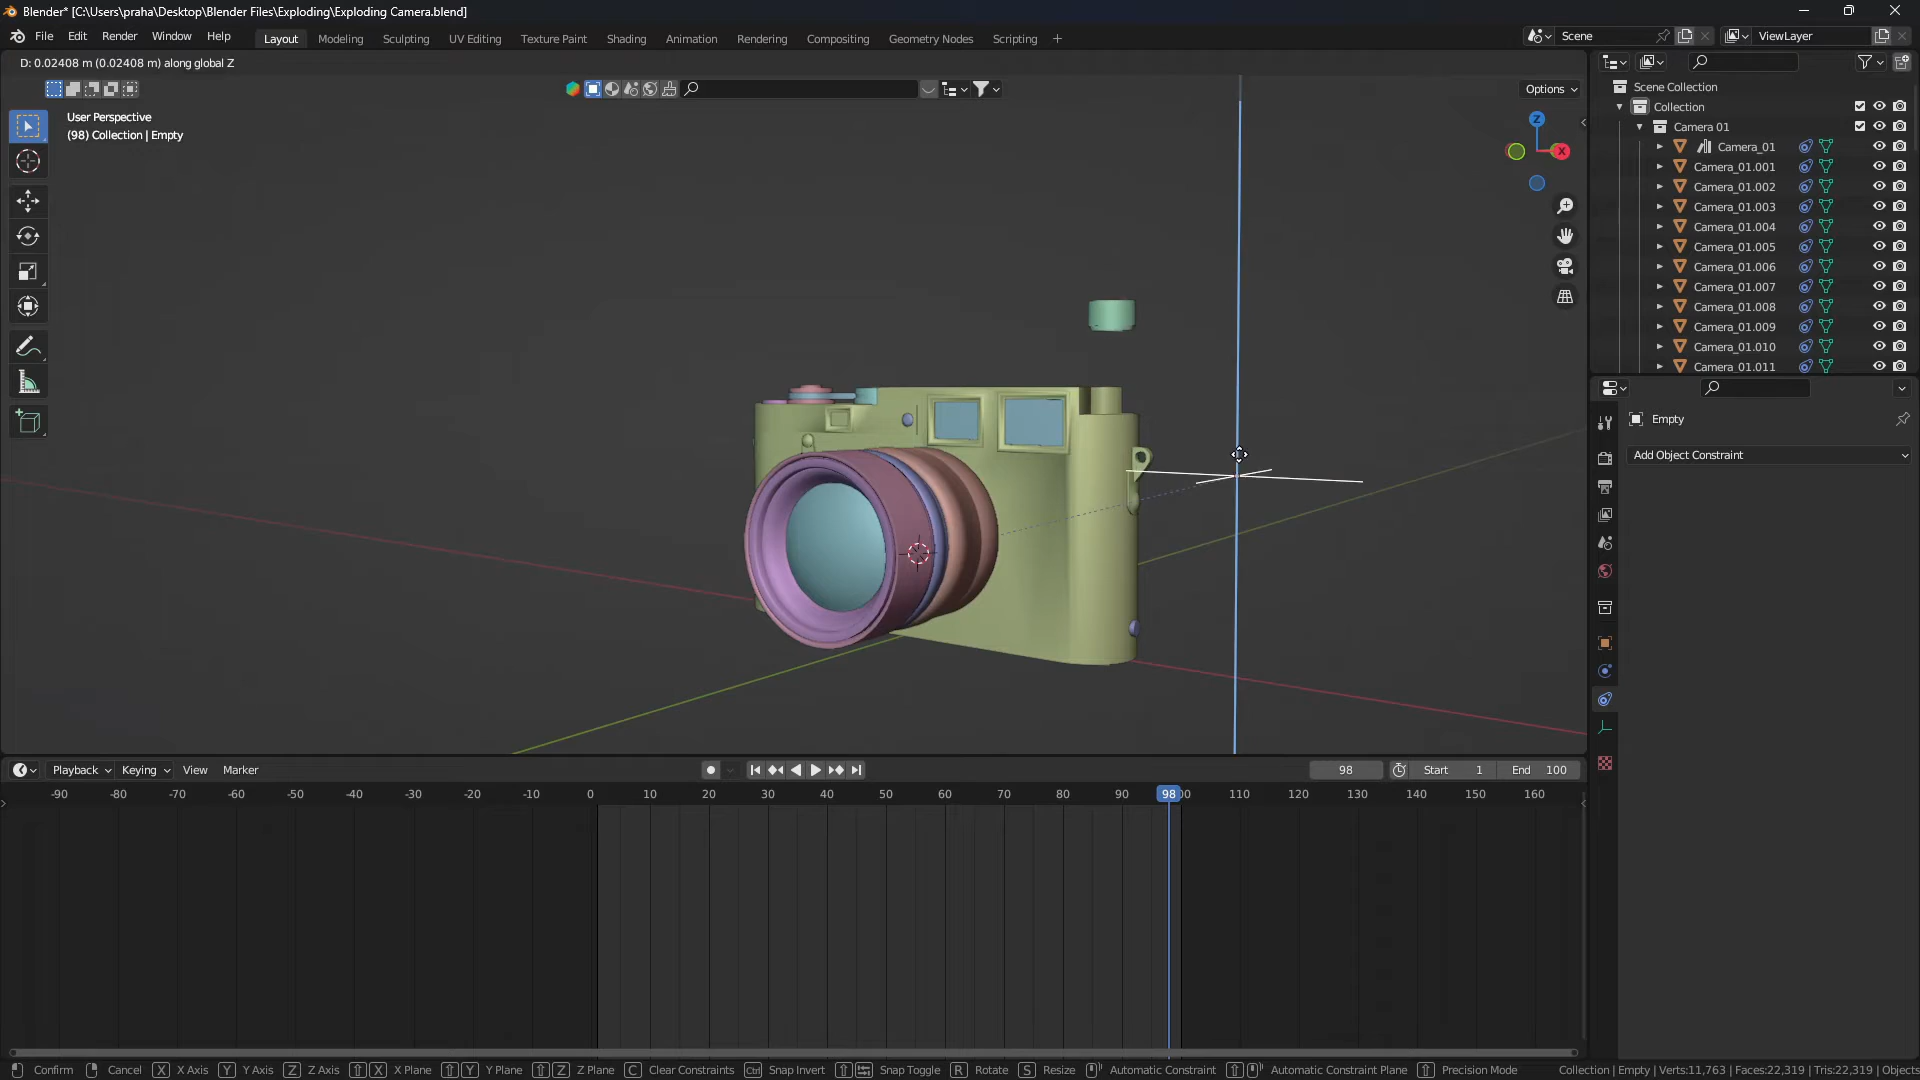 Blender* [C:\Users\praha\Desktop\Blender Files\Exploding\Exploding Camera.blend]
File Edit Render Window Help Layout Modeling Sculpting UV Editing Texture Paint Shading Animation Rendering Compositing Geometry Nodes Scripting + Scene ViewLayer
D: 0.02408 m (0.02408 m) along global Z
Options
User Perspective
(98) Collection | Empty
Z
X
Scene Collection
Collection
Camera 01
Camera_01
Camera_01.001
Camera_01.002
Camera_01.003
Camera_01.004
Camera_01.005
Camera_01.006
Camera_01.007
Camera_01.008
Camera_01.009
Camera_01.010
Camera_01.011
Empty
Add Object Constraint
Playback Keying View Marker 98 Start 1 End 100
-90 -80 -70 -60 -50 -40 -30 -20 -10 0 10 20 30 40 50 60 70 80 90 98 00 110 120 130 140 150 160
Confirm Cancel X X Axis Y Y Axis Z Z Axis X X Plane Y Y Plane Z Z Plane C Clear Constraints Ctrl Snap Invert Snap Toggle R Rotate S Resize Automatic Constraint Automatic Constraint Plane Precision Mode Collection | Empty | Verts:11,763 | Faces:22,319 | Tris:22,319 | Objects